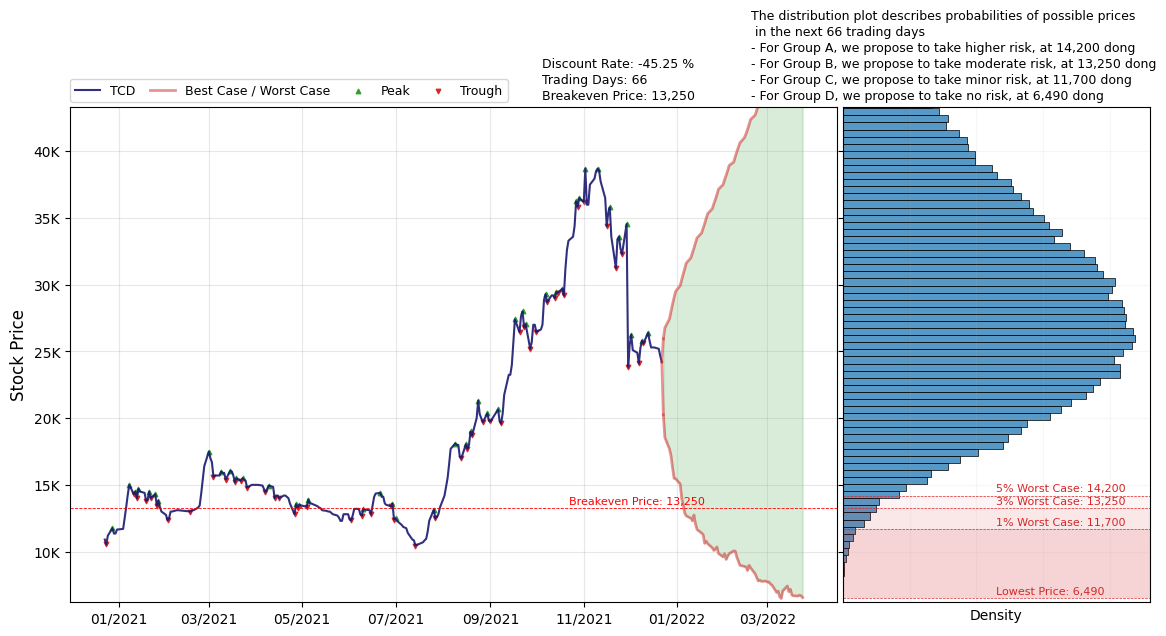 The distribution plot describes probabilities of possible prices
in the next 66 trading days
- For Group A, we propose to take higher risk, at 14,200 dong
- For Group B, we propose to take moderate risk, at 13,250 dong
- For Group C, we propose to take minor risk, at 11,700 dong
- For Group D, we propose to take no risk, at 6,490 dong
Discount Rate: -45.25 %
Trading Days: 66
Breakeven Price: 13,250
TCD
Best Case / Worst Case
Peak
Trough
Stock Price
40K
35K
30K
25K
20K
15K
10K
Breakeven Price: 13,250
01/2021
03/2021
05/2021
07/2021
09/2021
11/2021
01/2022
03/2022
5% Worst Case: 14,200
3% Worst Case: 13,250
1% Worst Case: 11,700
Lowest Price: 6,490
Density